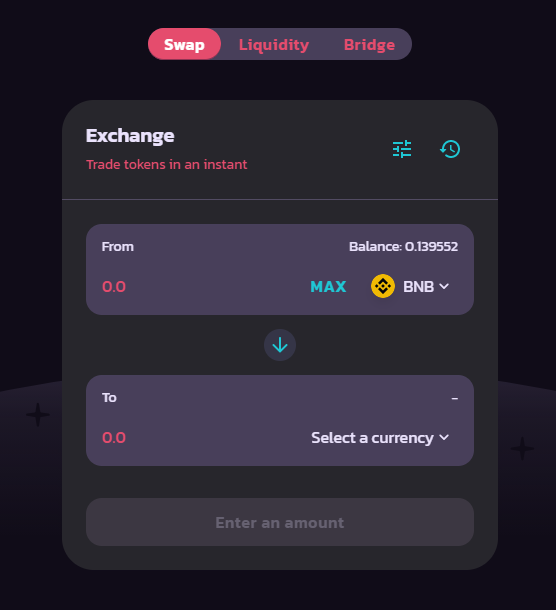 Swap Liquidity Bridge
Exchange
Trade tokens in an instant
From Balance: 0.139552
0.0 MAX BNB
To -
0.0 Select a currency
Enter an amount